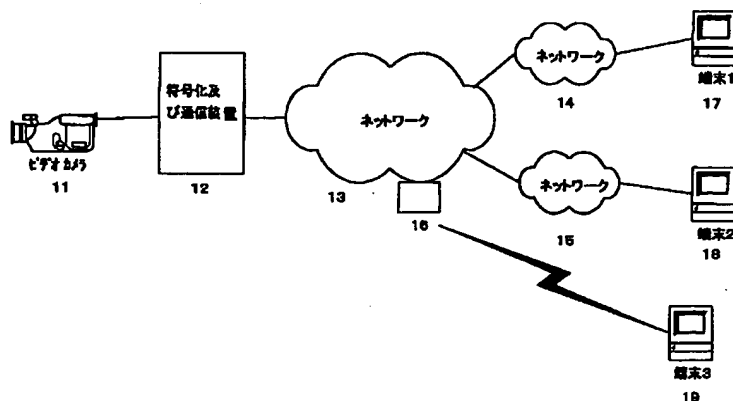 ビデオカメラ
11
符号化及
び通信装置
12
ネットワーク
13
16
ネットワーク
14
ネットワーク
15
端末1
17
端末2
18
端末3
19